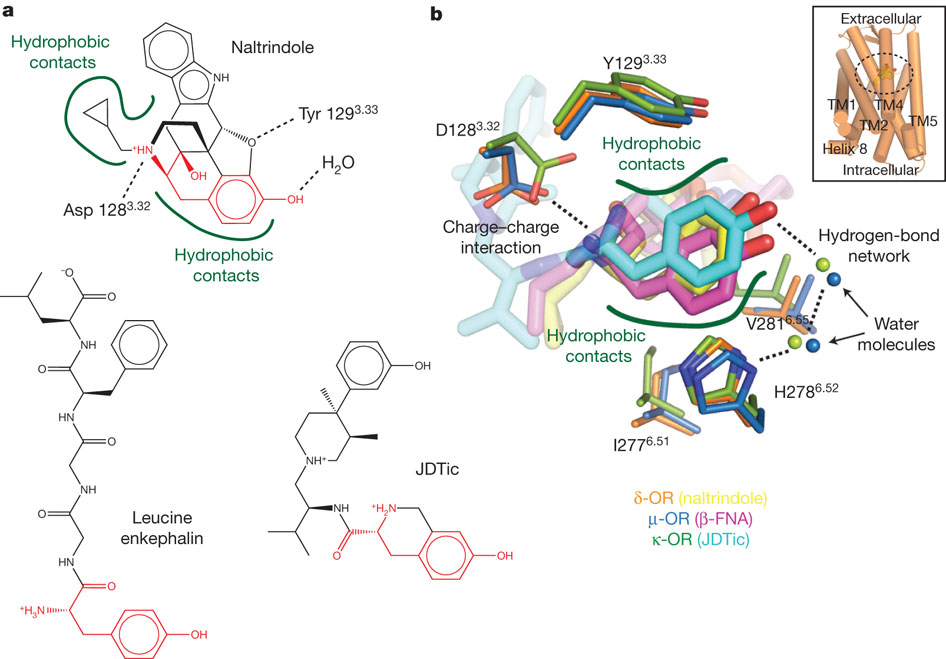 a
Hydrophobic
contacts
Naltrindole
NH
O
Tyr 129³·³³
⁺HN
OH
OH
H₂O
Asp 128³·³²
Hydrophobic
contacts
⁻O
O
NH
O
NH
O
NH
O
HN
O
⁺H₃N
OH
Leucine
enkephalin
OH
NH⁺
JDTic
NH
⁺H₂N
O
OH
b
Extracellular
TM1
TM4
TM2
TM5
Helix 8
Intracellular
Y129³·³³
D128³·³²
Hydrophobic
contacts
Charge–charge
interaction
Hydrogen-bond
network
V281⁶·⁵⁵
Hydrophobic
contacts
Water
molecules
H278⁶·⁵²
I277⁶·⁵¹
δ-OR (naltrindole)
μ-OR (β-FNA)
κ-OR (JDTic)